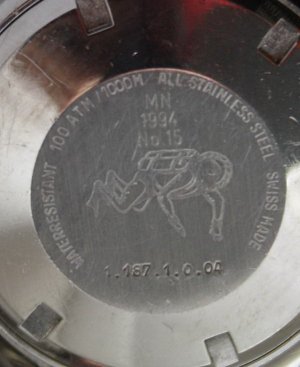 WATERRESISTANT 100 ATM / 1000M / ALL STAINLESS STEEL SWISS MADE
MN
1994
No 15
1.187.1.0.04